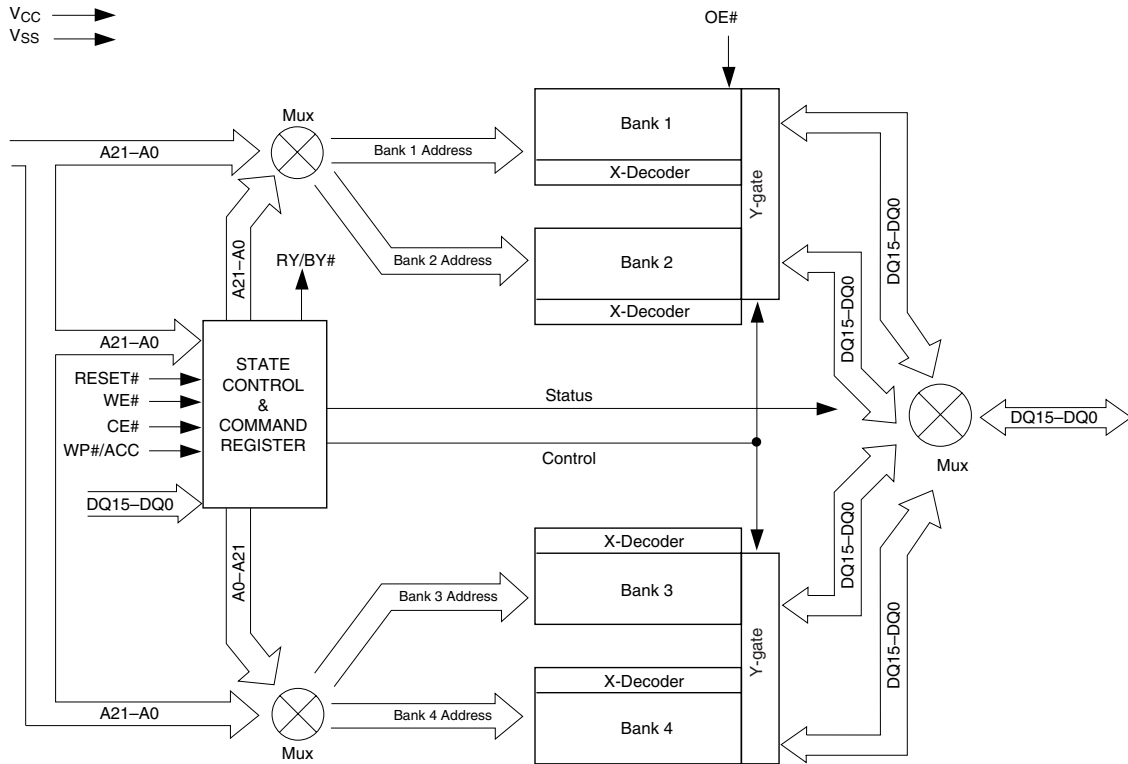 VCC
VSS
OE#
Mux
Bank 1
A21–A0
Bank 1 Address
X-Decoder
Y-gate
A21–A0
RY/BY#
Bank 2 Address
Bank 2
X-Decoder
DQ15–DQ0
DQ15–DQ0
A21–A0
RESET#
WE#
CE#
WP#/ACC
DQ15–DQ0
STATE
CONTROL
&
COMMAND
REGISTER
Status
Control
DQ15–DQ0
Mux
A0–A21
X-Decoder
Bank 3 Address
Bank 3
Y-gate
DQ15–DQ0
DQ15–DQ0
X-Decoder
A21–A0
Bank 4 Address
Bank 4
Mux